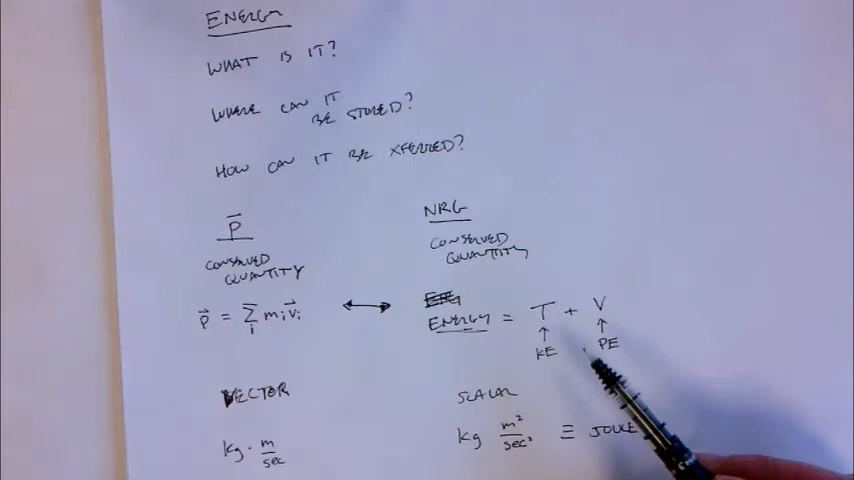 ENERGY
WHAT IS IT?
WHERE CAN IT
BE STORED?
HOW CAN IT BE XFERRED?
P⃗
CONSERVED
QUANTITY
P⃗ = Σ mᵢv⃗ᵢ
i
VECTOR
kg · m/sec
NRG
CONSERVED
QUANTITY
ENERGY = T + V
↑ ↑
KE PE
SCALAR
kg m²/sec² ≡ JOULE